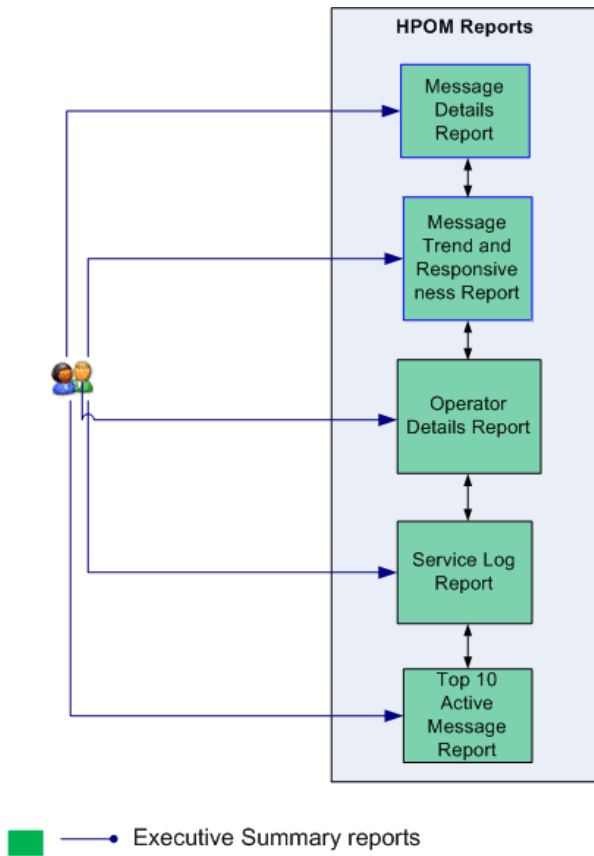 HPOM Reports
Message
Details
Report
Message
Trend and
Responsive
ness Report
Operator
Details Report
Service Log
Report
Top 10
Active
Message
Report
Executive Summary reports